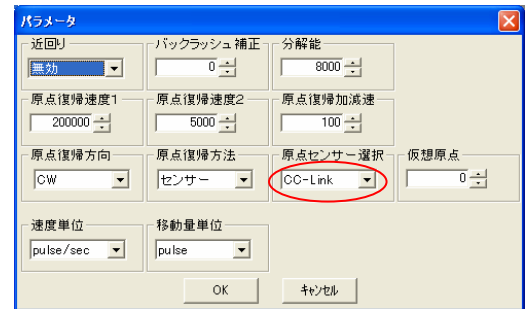 パラメータ
近回り バックラッシュ補正 分解能
無効 0 8000
原点復帰速度1 原点復帰速度2 原点復帰加減速
200000 5000 100
原点復帰方向 原点復帰方法 原点センサー選択 仮想原点
CW センサー CC-Link 0
速度単位 移動量単位
pulse/sec pulse
OK キャンセル